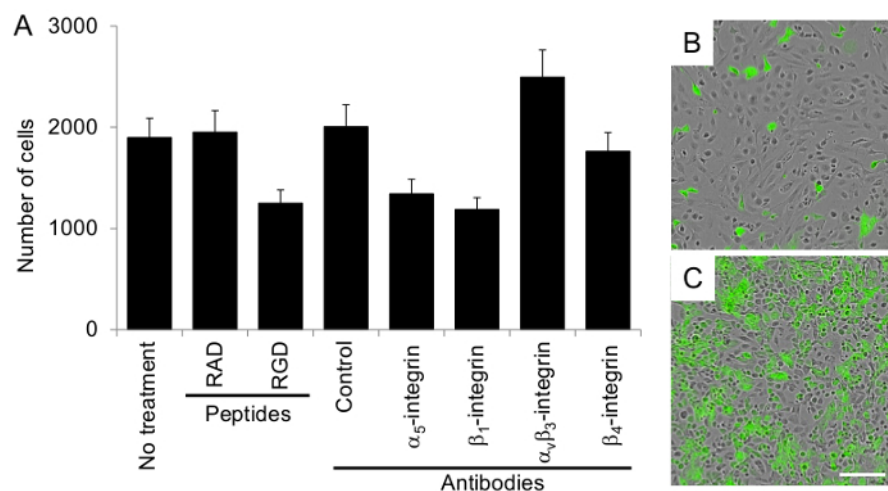 A
3000
2000
1000
0
Number of cells
No treatment
RAD
RGD
Peptides
Control
α5-integrin
β1-integrin
αvβ3-integrin
β4-integrin
Antibodies
B
C